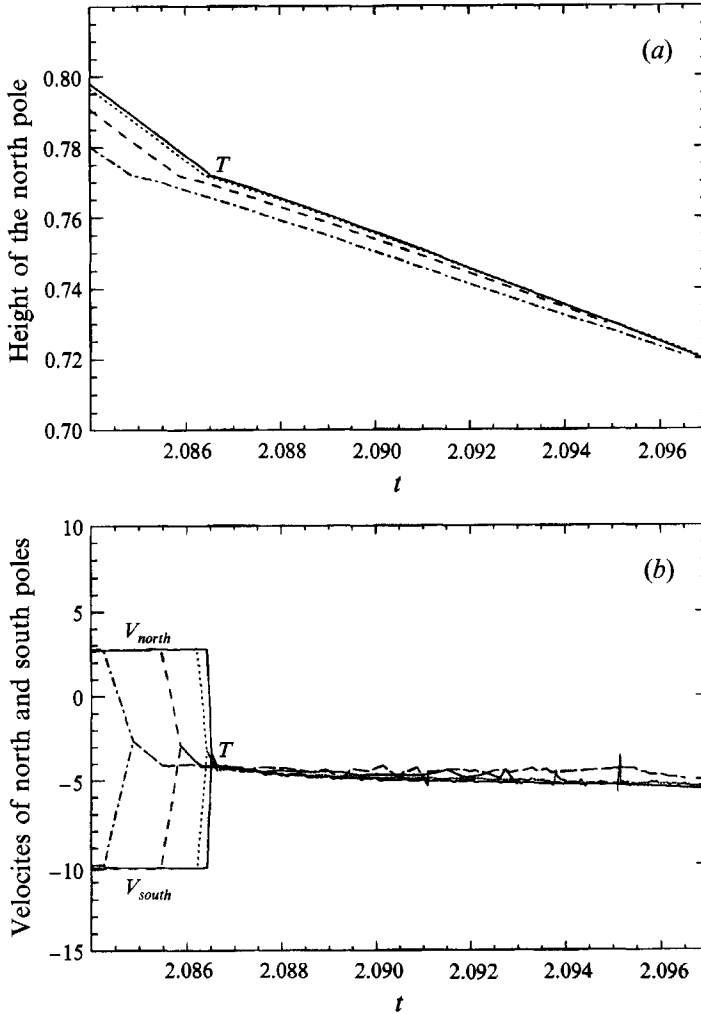 (a)
0.80
0.78
0.76
0.74
0.72
0.70
Height of the north pole
T
2.086
2.088
2.090
2.092
2.094
2.096
t
(b)
10
5
0
−5
−10
−15
Velocites of north and south poles
V_north
T
V_south
2.086
2.088
2.090
2.092
2.094
2.096
t